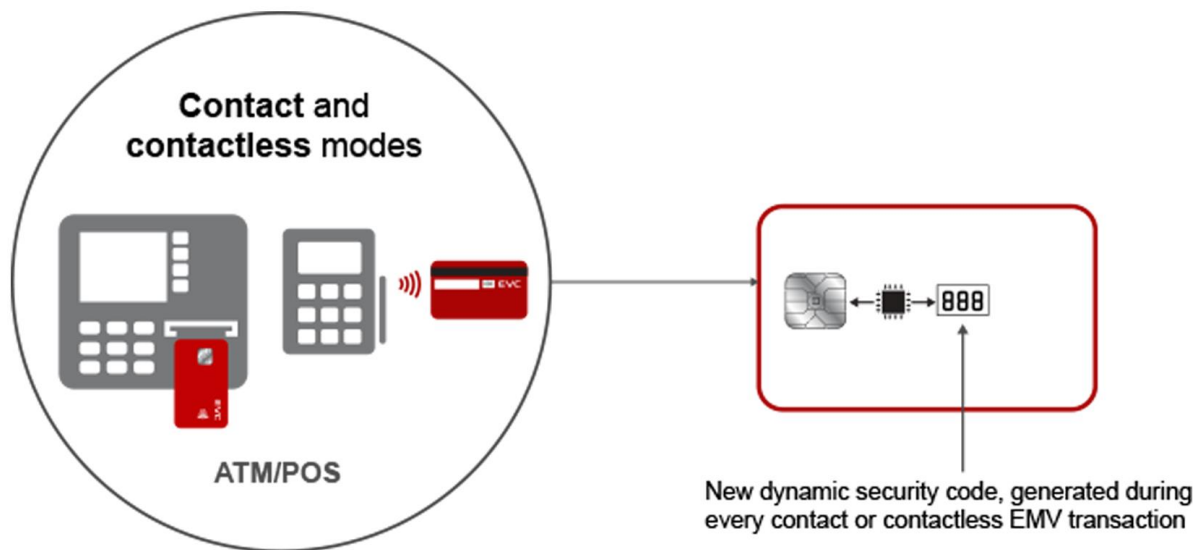 Contact and
contactless modes
EVC
EVC
ATM/POS
888
New dynamic security code, generated during
every contact or contactless EMV transaction